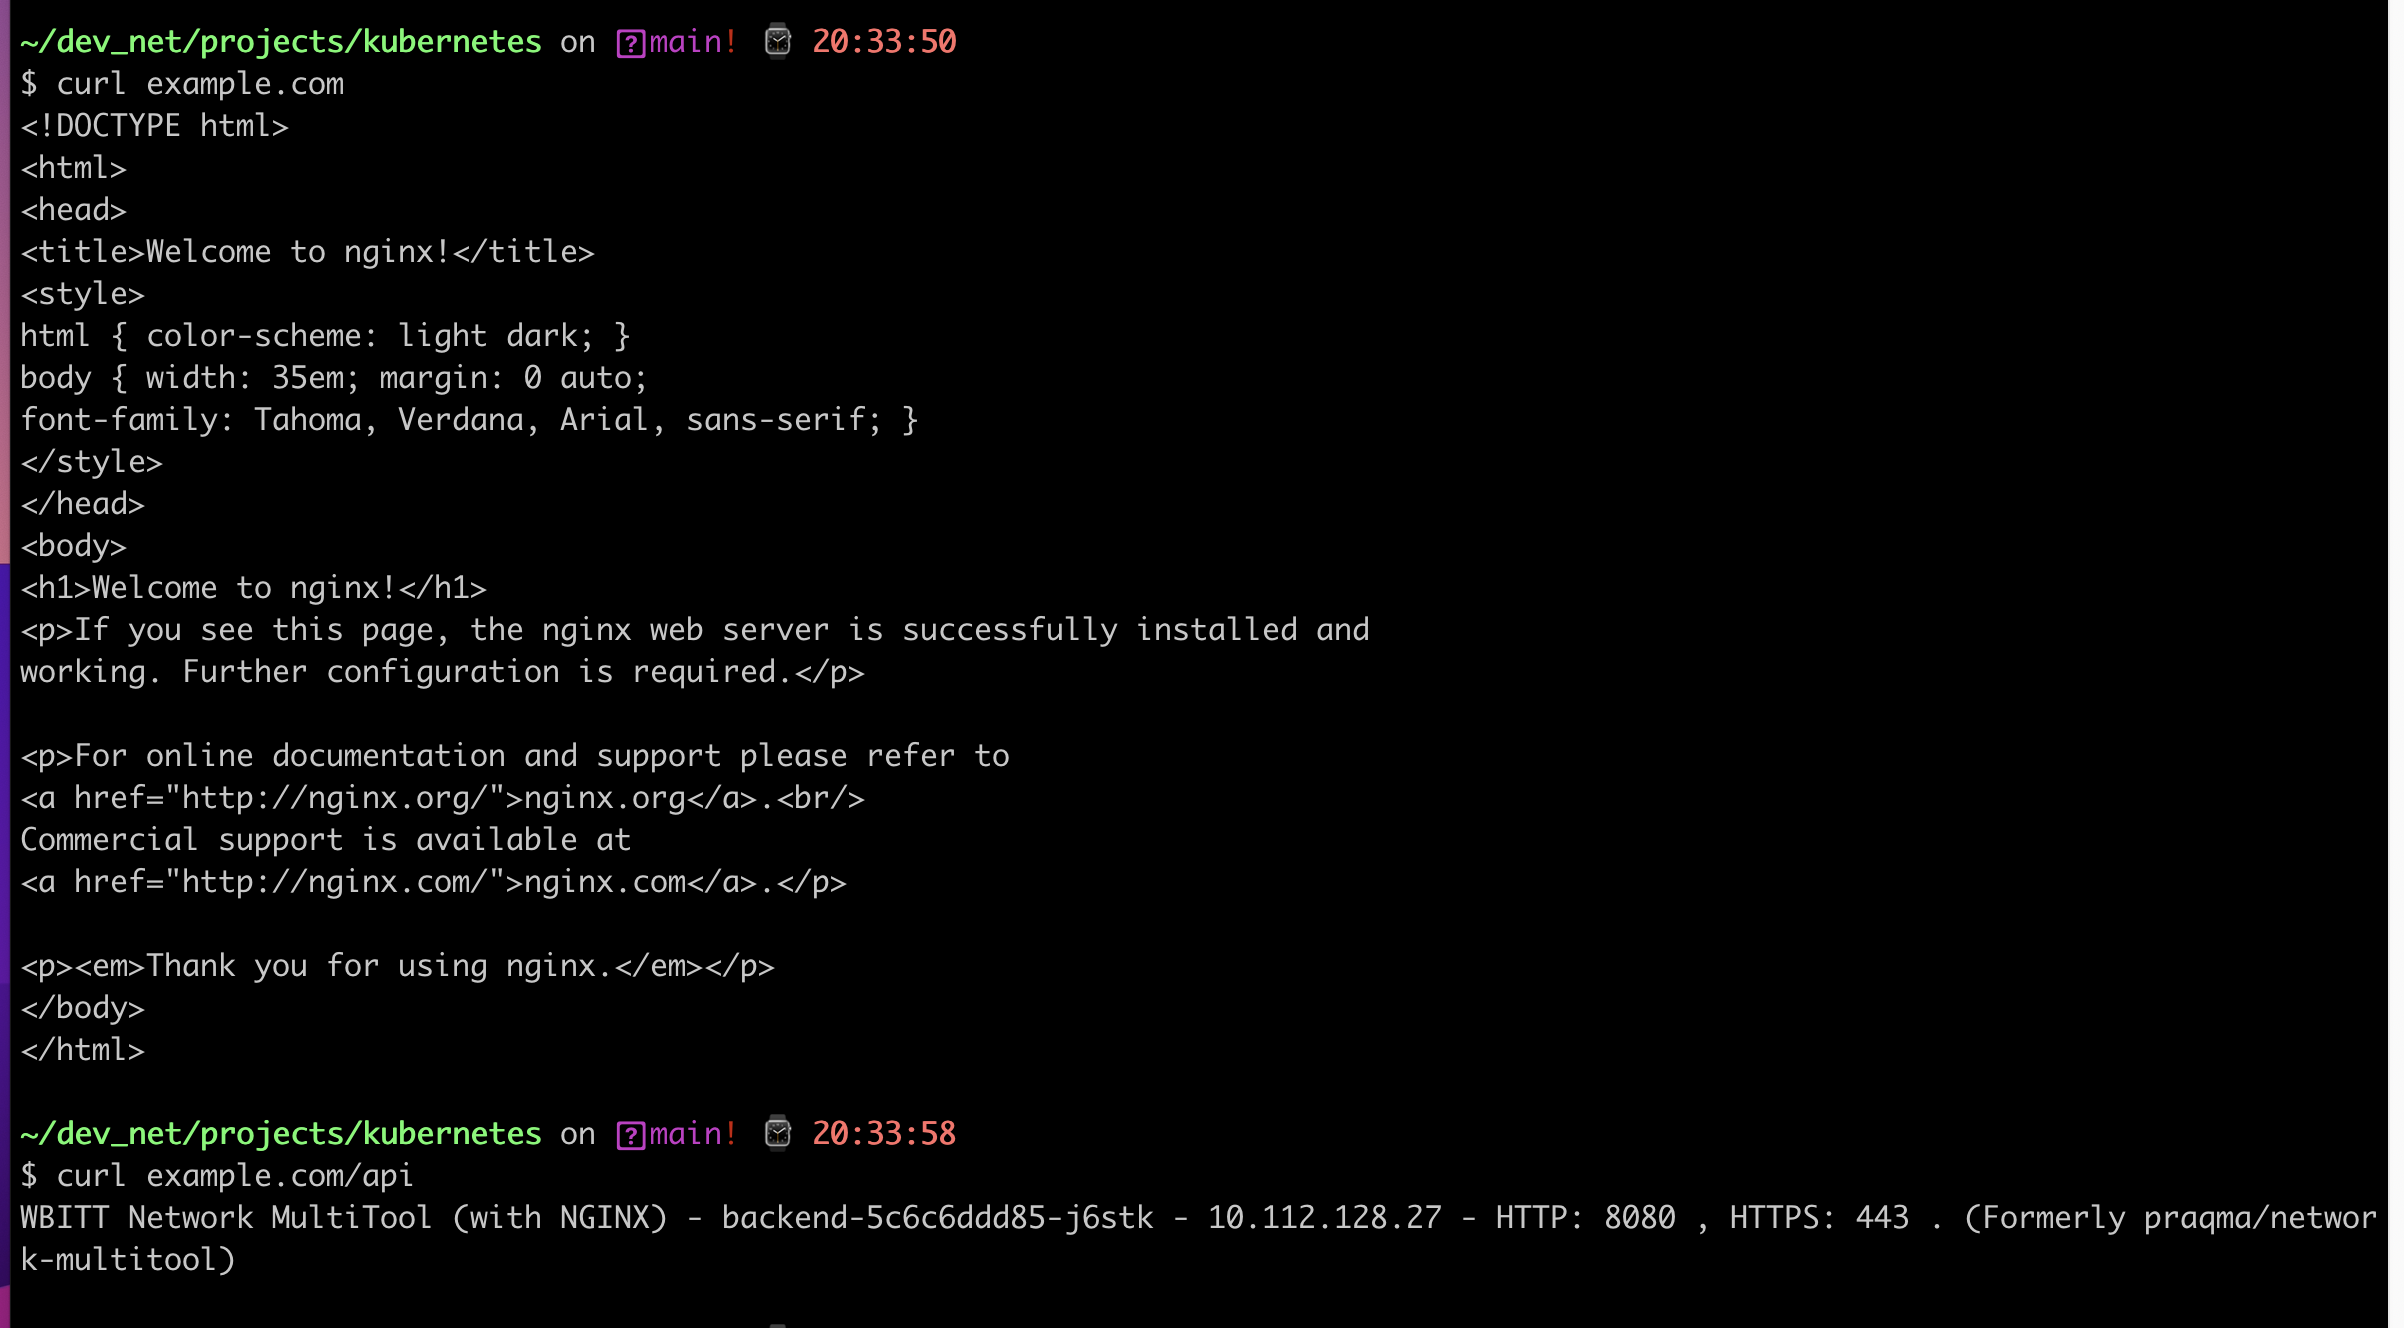 ~/dev_net/projects/kubernetes on ?main! 20:33:50
$ curl example.com
<!DOCTYPE html>
<html>
<head>
<title>Welcome to nginx!</title>
<style>
html { color-scheme: light dark; }
body { width: 35em; margin: 0 auto;
font-family: Tahoma, Verdana, Arial, sans-serif; }
</style>
</head>
<body>
<h1>Welcome to nginx!</h1>
<p>If you see this page, the nginx web server is successfully installed and
working. Further configuration is required.</p>
<p>For online documentation and support please refer to
<a href="http://nginx.org/">nginx.org</a>.<br/>
Commercial support is available at
<a href="http://nginx.com/">nginx.com</a>.</p>
<p><em>Thank you for using nginx.</em></p>
</body>
</html>
~/dev_net/projects/kubernetes on ?main! 20:33:58
$ curl example.com/api
WBITT Network MultiTool (with NGINX) - backend-5c6c6ddd85-j6stk - 10.112.128.27 - HTTP: 8080 , HTTPS: 443 . (Formerly praqma/networ
k-multitool)